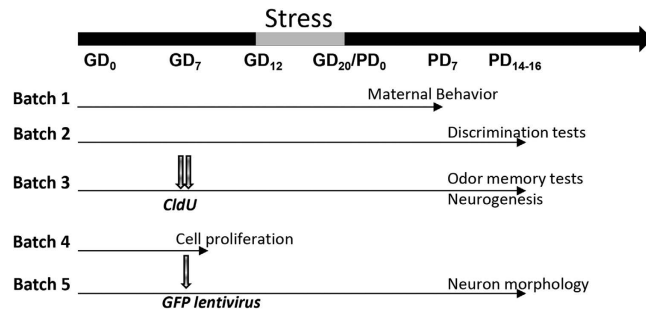 Stress
GD0 GD7 GD12 GD20/PD0 PD7 PD14-16
Batch 1 Maternal Behavior
Batch 2 Discrimination tests
Batch 3 Odor memory tests
CldU Neurogenesis
Batch 4 Cell proliferation
Batch 5 Neuron morphology
GFP lentivirus